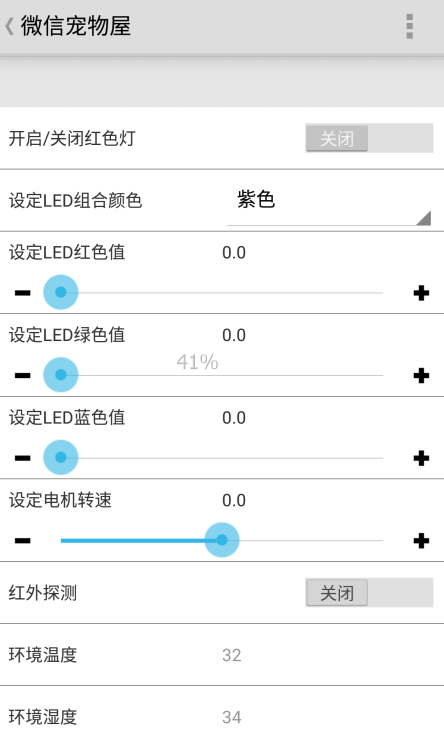 微信宠物屋
开启/关闭红色灯 关闭
设定LED组合颜色 紫色
设定LED红色值 0.0
设定LED绿色值 0.0
41%
设定LED蓝色值 0.0
设定电机转速 0.0
红外探测 关闭
环境温度 32
环境湿度 34